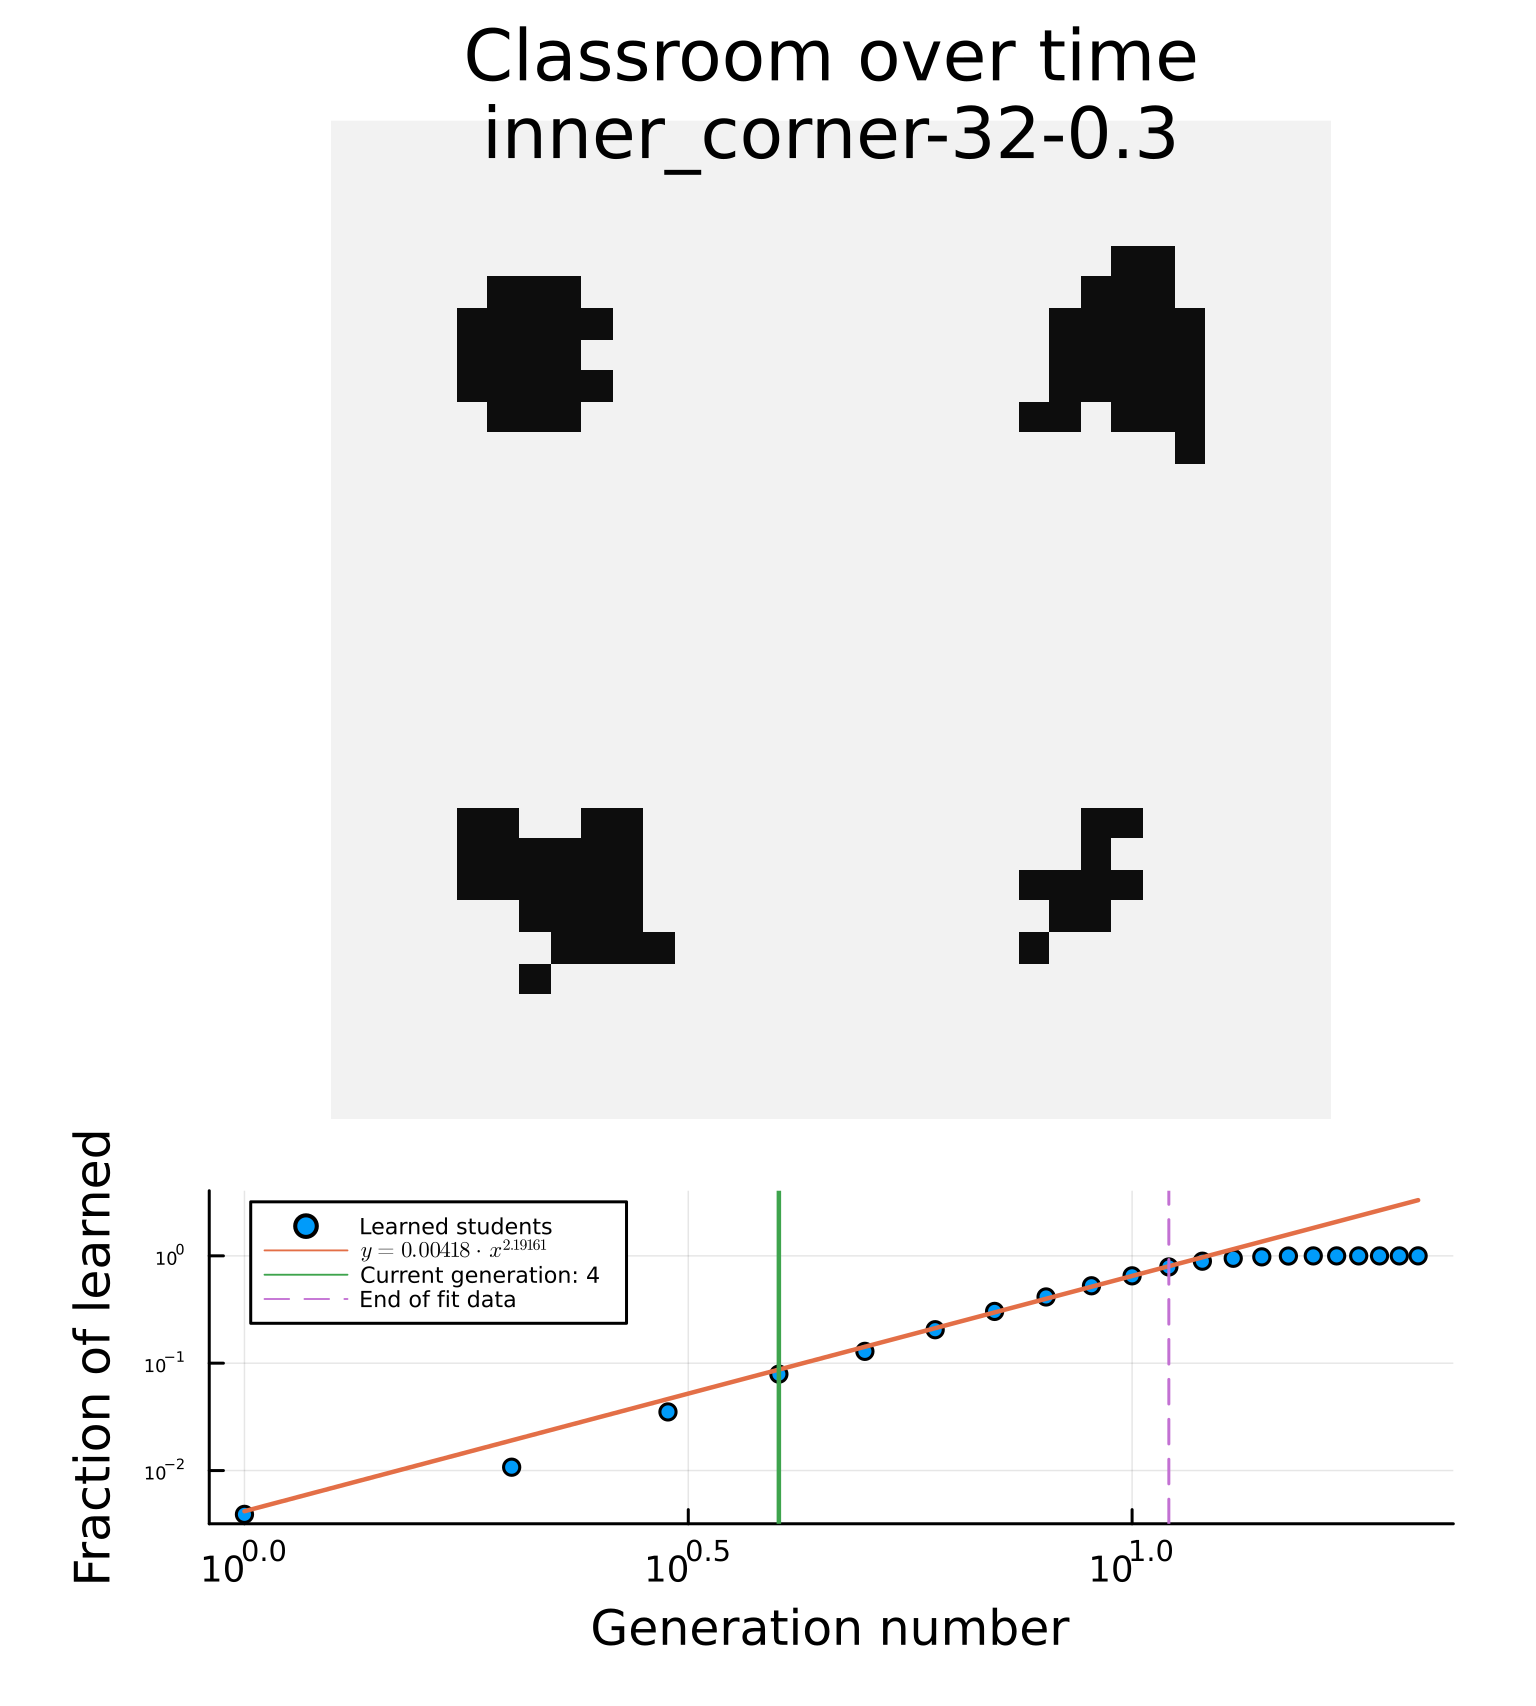 Classroom over time
inner_corner-32-0.3
Fraction of learned
Learned students
y = 0.00418 · x^2.19161
Current generation: 4
End of fit data
10^0
10^−1
10^−2
10^0.0
10^0.5
10^1.0
Generation number